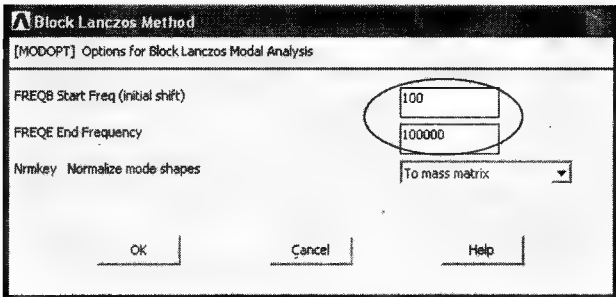 Block Lanczos Method
[MODOPT] Options for Block Lanczos Modal Analysis
FREQB Start Freq (initial shift) 100
FREQE End Frequency 100000
Nrmkey Normalize mode shapes To mass matrix
OK Cancel Help